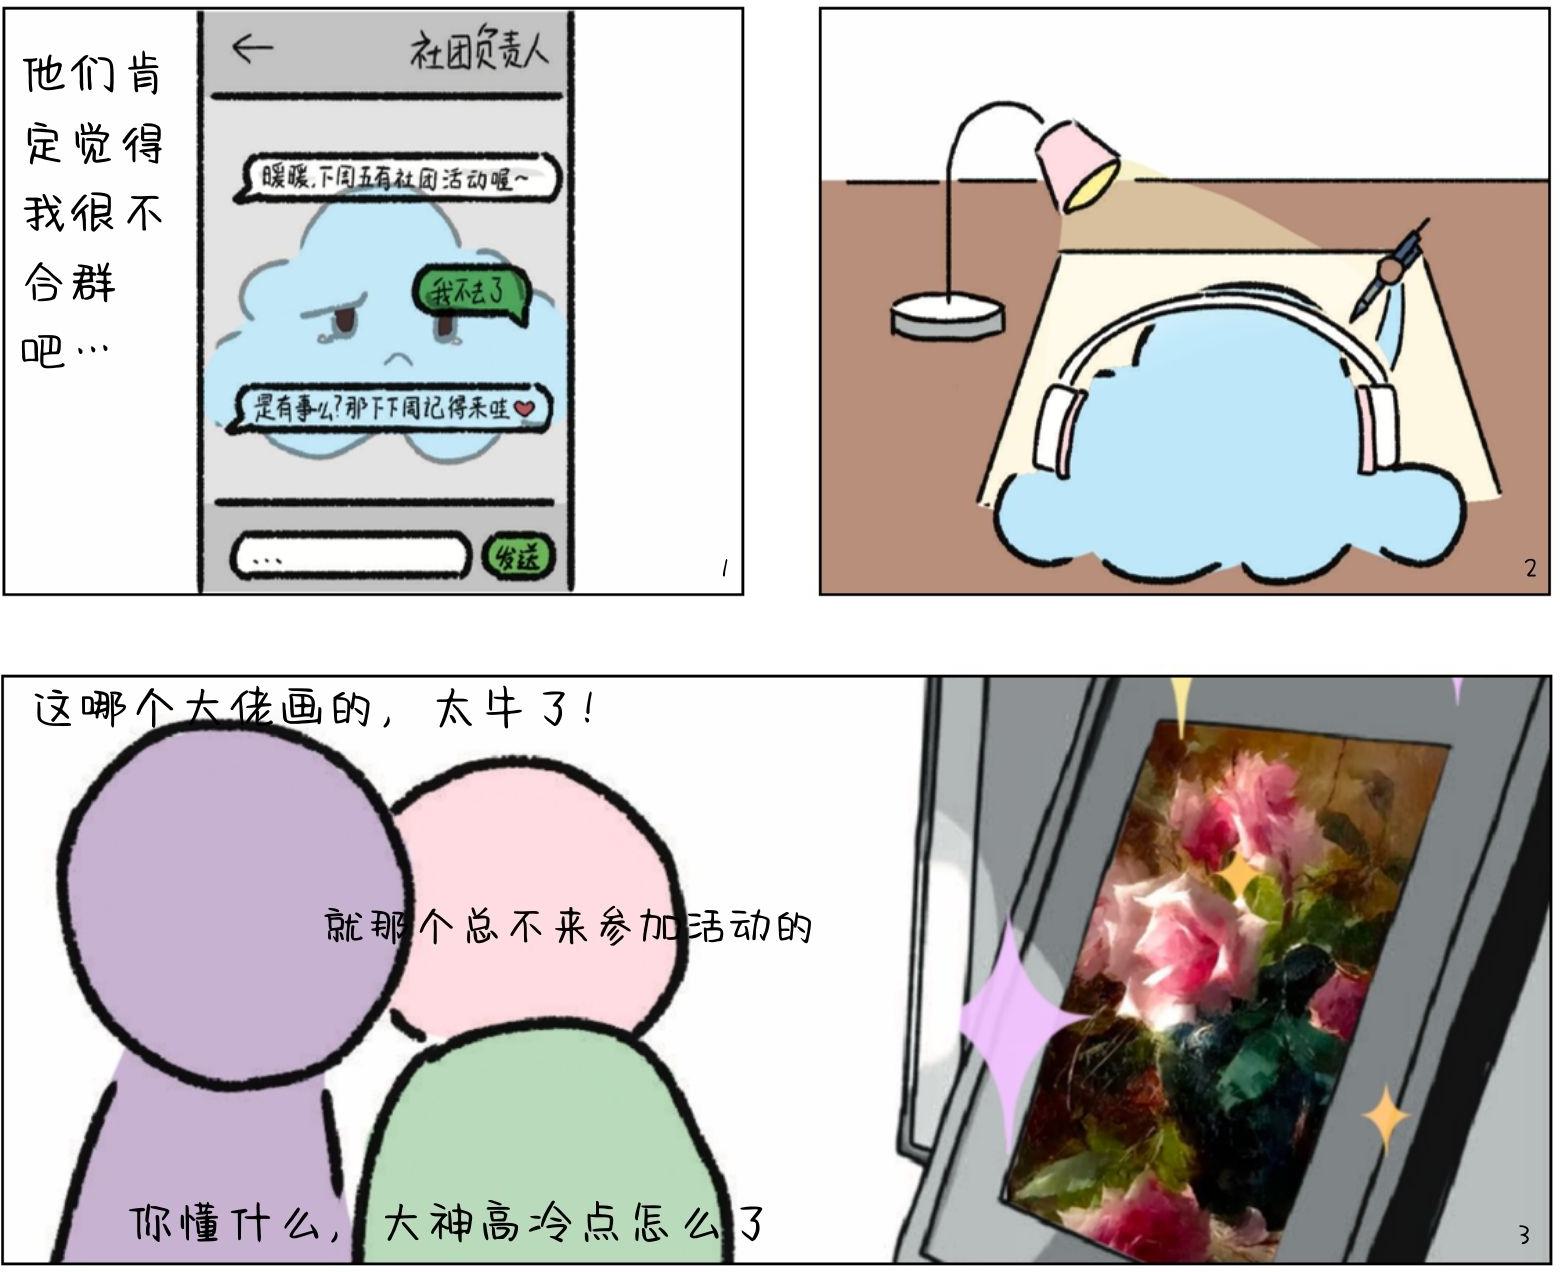 他们肯
定觉得
我很不
合群
吧…
←
社团负责人
暖暖,下周五有社团活动喔~
我不去了
是有事么?那下下周记得来哇
...
发送
1
2
这哪个大佬画的，太牛了!
就那个总不来参加活动的
你懂什么，大神高冷点怎么了
3